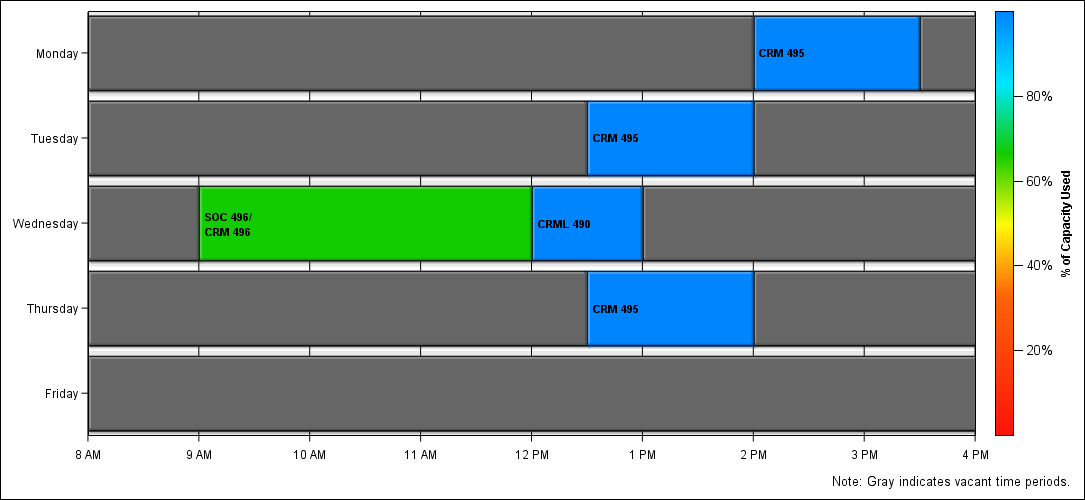 Monday
CRM 495
Tuesday
CRM 495
Wednesday
SOC 496/
CRM 496
CRML 490
Thursday
CRM 495
Friday
8 AM
9 AM
10 AM
11 AM
12 PM
1 PM
2 PM
3 PM
4 PM
80%
60%
40%
20%
% of Capacity Used
Note: Gray indicates vacant time periods.